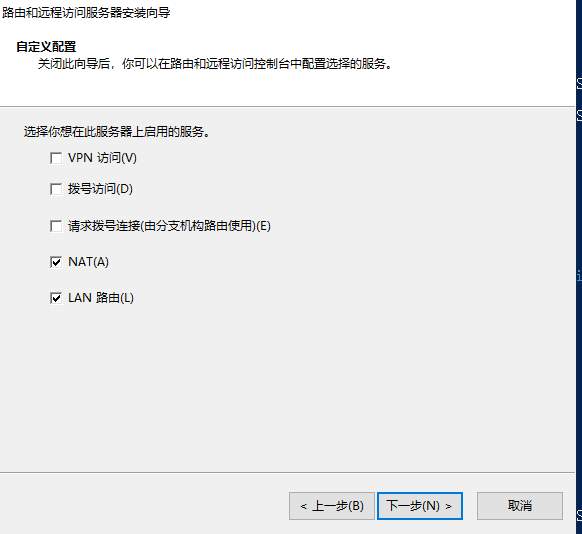 路由和远程访问服务器安装向导
自定义配置
关闭此向导后，你可以在路由和远程访问控制台中配置选择的服务。
选择你想在此服务器上启用的服务。
VPN 访问(V)
拨号访问(D)
请求拨号连接(由分支机构路由使用)(E)
NAT(A)
LAN 路由(L)
< 上一步(B) 下一步(N) > 取消